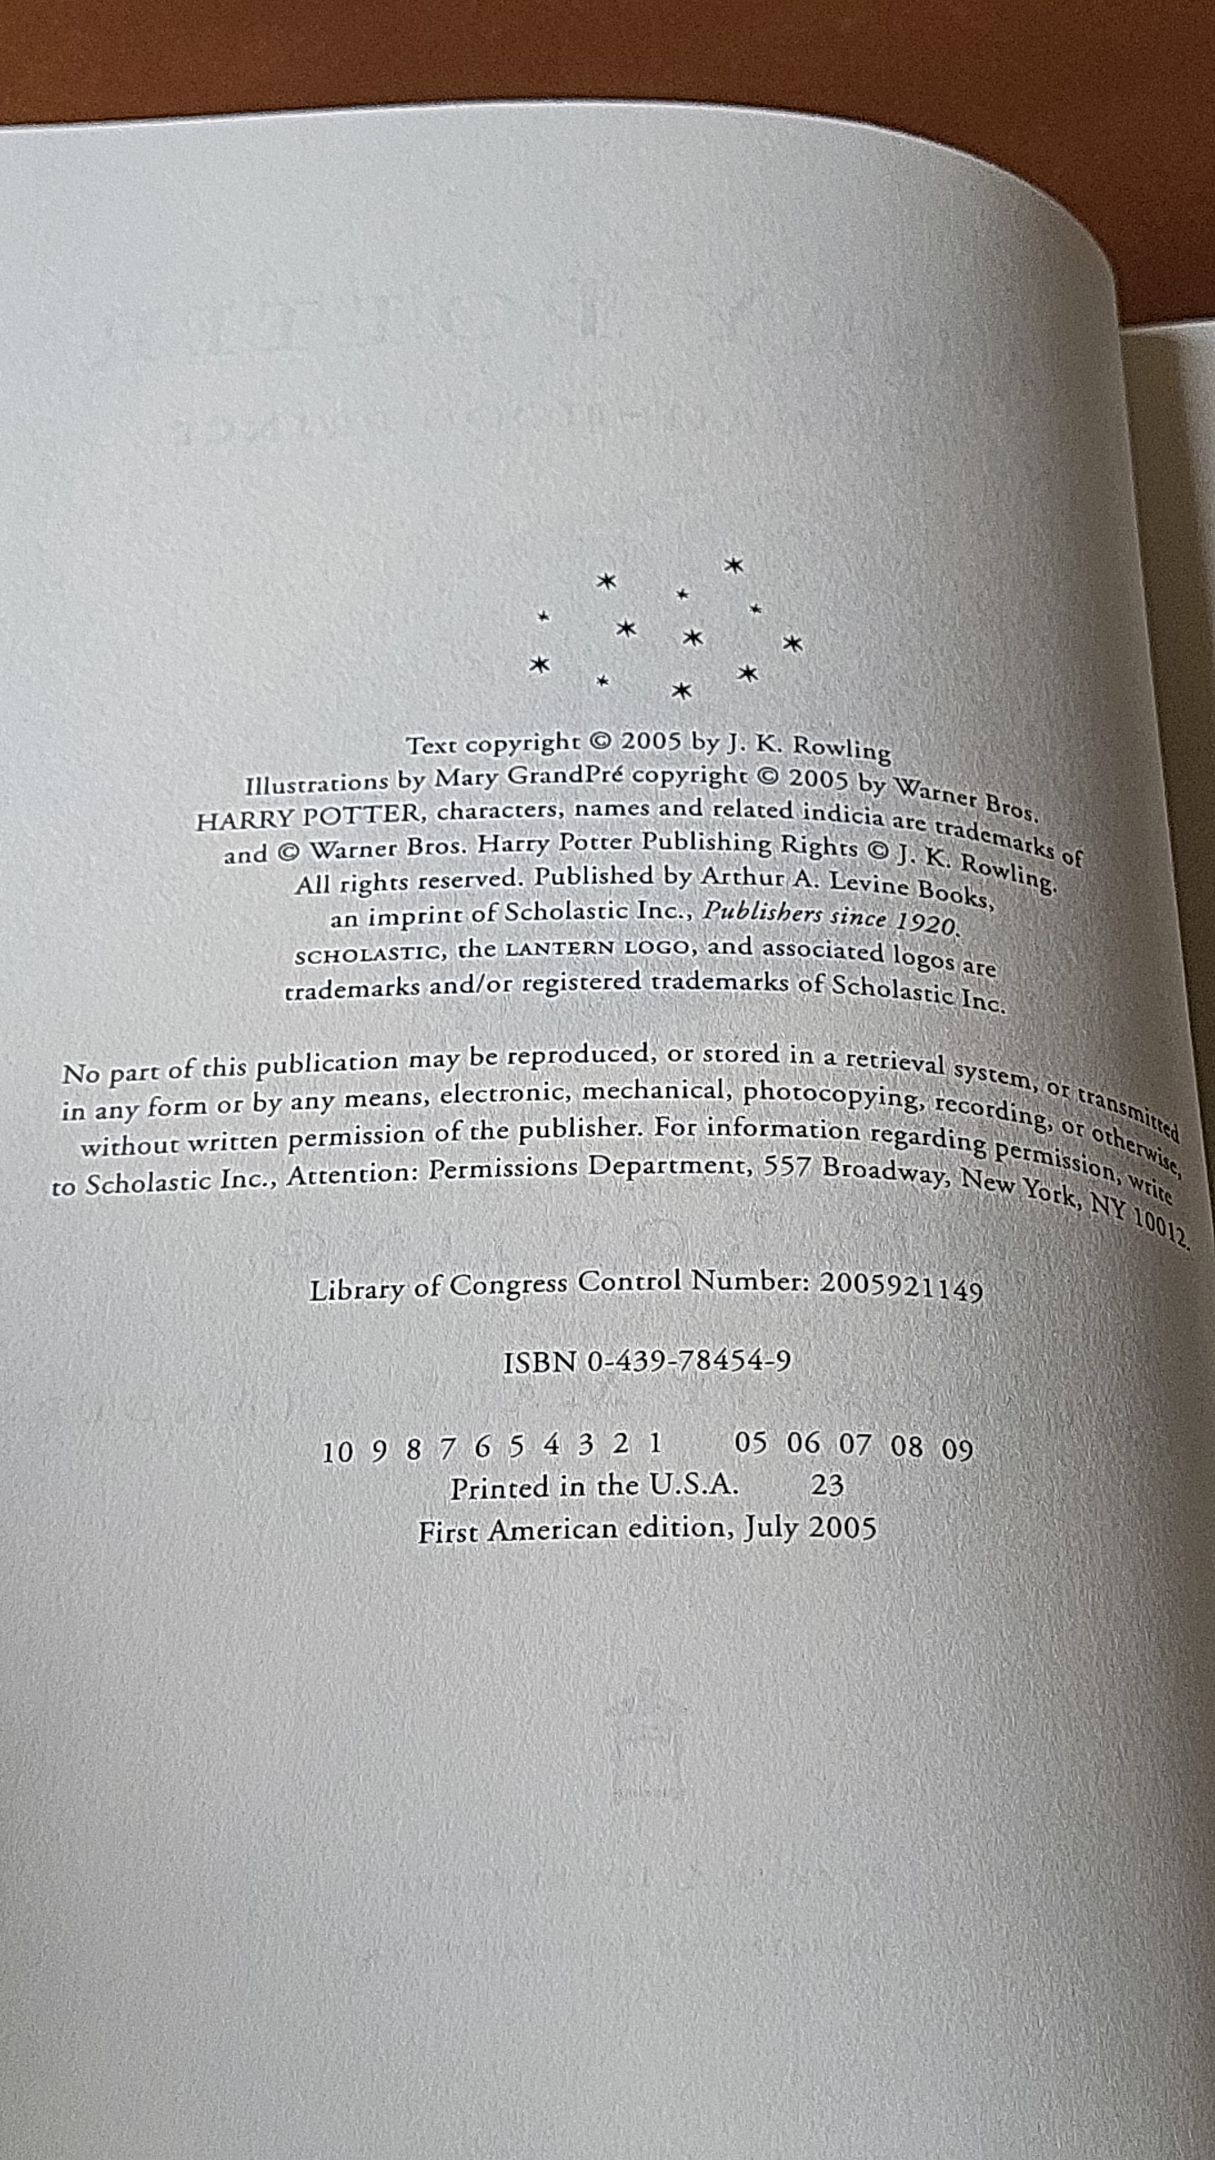 Text copyright © 2005 by J. K. Rowling
Illustrations by Mary GrandPré copyright © 2005 by Warner Bros.
HARRY POTTER, characters, names and related indicia are trademarks of
and © Warner Bros. Harry Potter Publishing Rights © J. K. Rowling.
All rights reserved. Published by Arthur A. Levine Books,
an imprint of Scholastic Inc., Publishers since 1920.
SCHOLASTIC, the LANTERN LOGO, and associated logos are
trademarks and/or registered trademarks of Scholastic Inc.
No part of this publication may be reproduced, or stored in a retrieval system, or transmitted
in any form or by any means, electronic, mechanical, photocopying, recording, or otherwise,
without written permission of the publisher. For information regarding permission, write
to Scholastic Inc., Attention: Permissions Department, 557 Broadway, New York, NY 10012.
Library of Congress Control Number: 2005921149
ISBN 0-439-78454-9
10 9 8 7 6 5 4 3 2 1 05 06 07 08 09
Printed in the U.S.A. 23
First American edition, July 2005